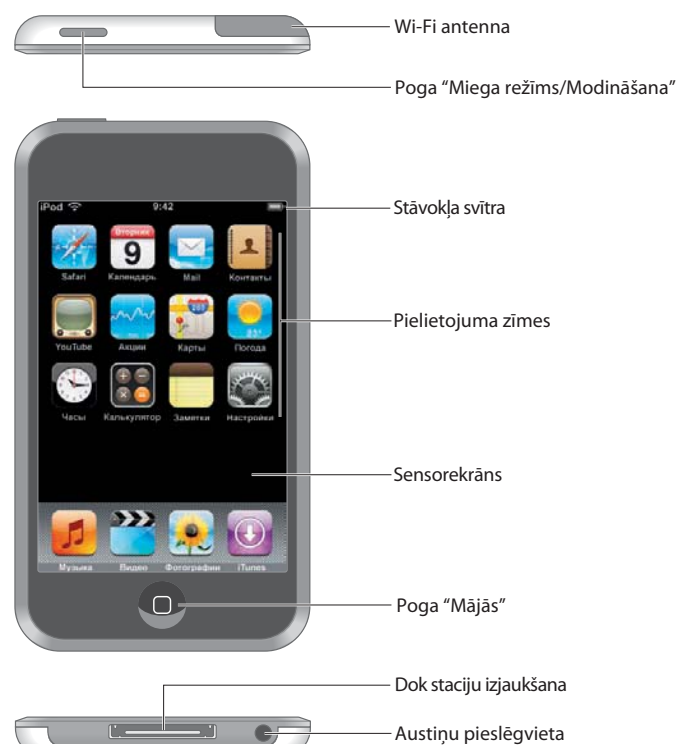 Wi-Fi antenna
Poga “Miega režīms/Modināšana”
iPod 9:42
Stāvokļa svītra
Вторник
9
Safari Календарь Mail Контакты
Pielietojuma zīmes
280
23°
YouTube Акции Карты Погода
Часы Калькулятор Заметки Настройки
Sensorekrāns
Музыка Видео Фотографии iTunes
Poga “Mājās”
Dok staciju izjaukšana
Austiņu pieslēgvieta